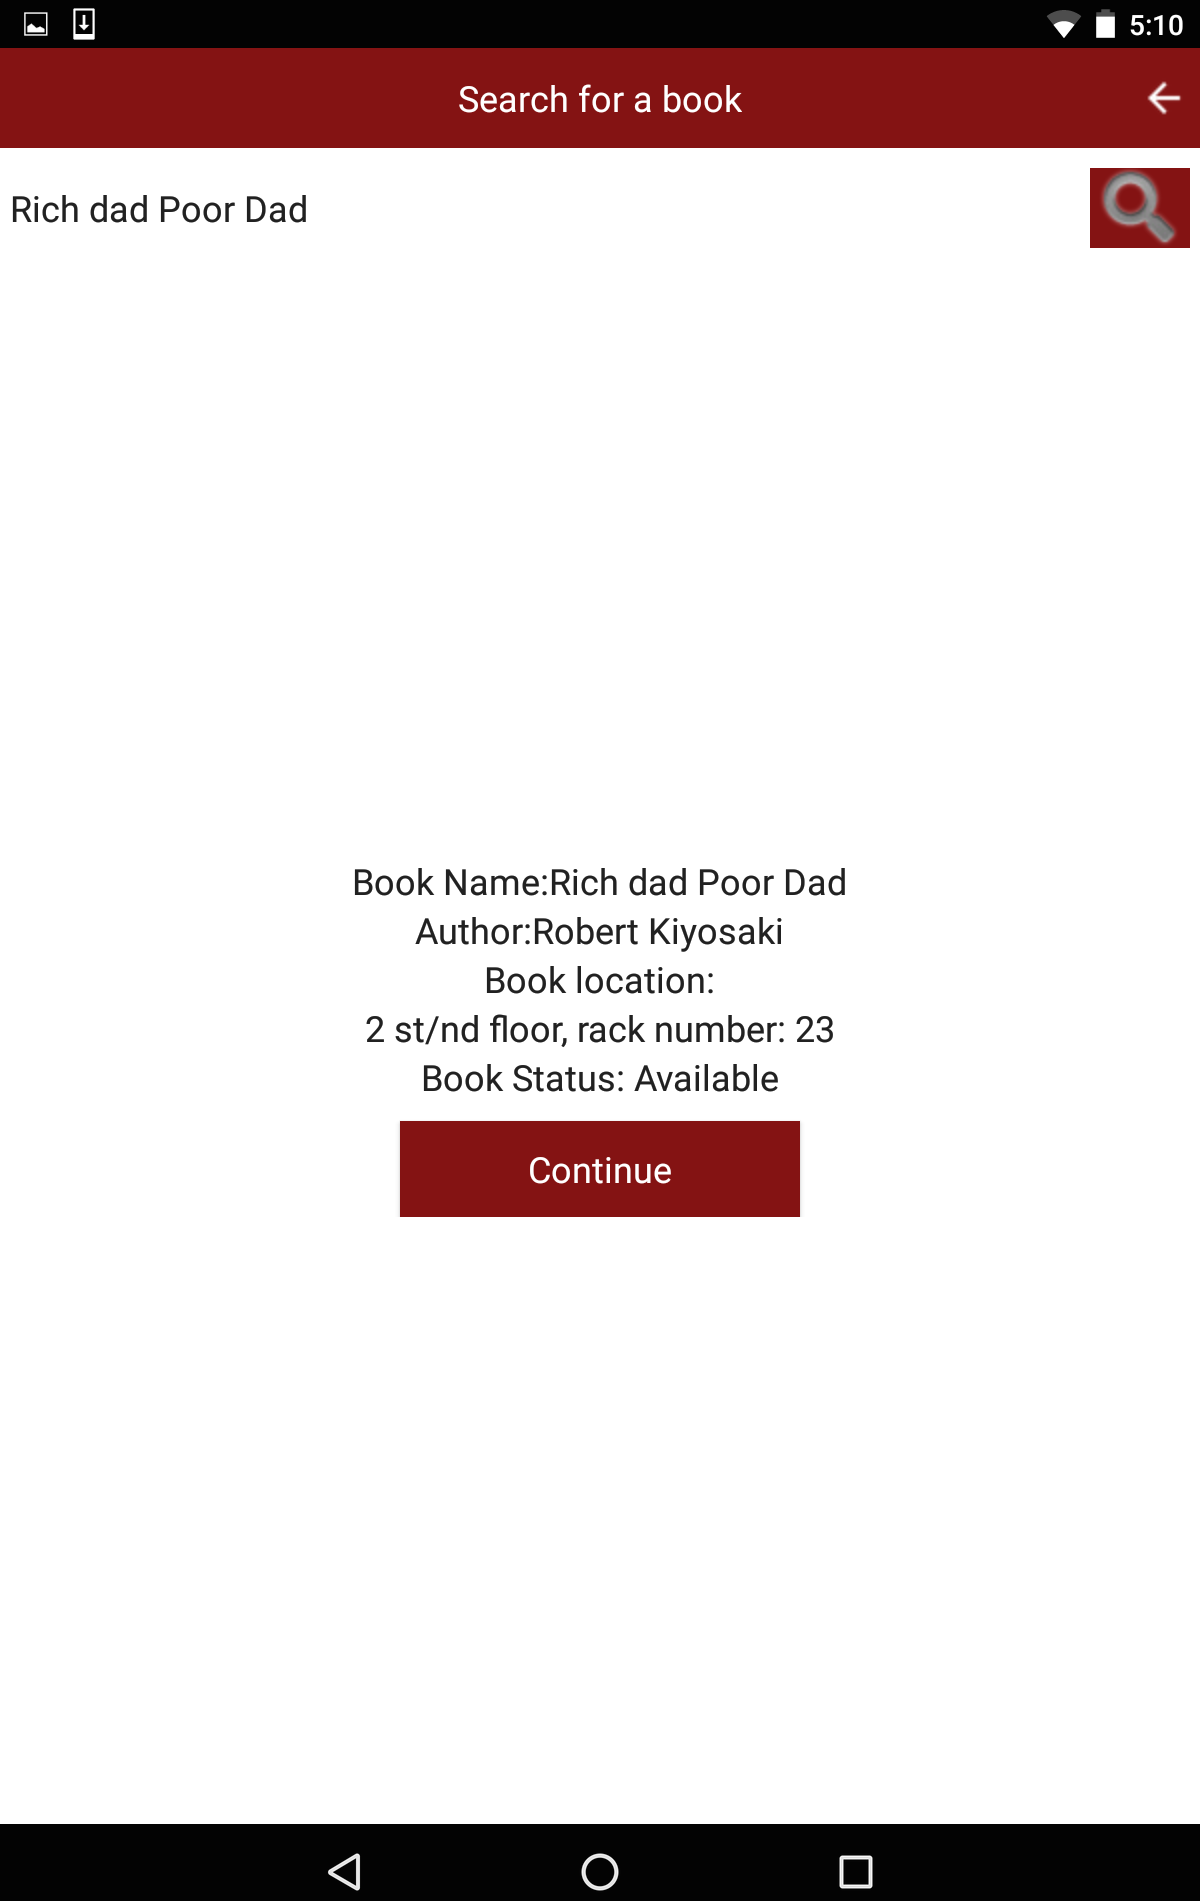 5:10
Search for a book
Rich dad Poor Dad
Book Name:Rich dad Poor Dad
Author:Robert Kiyosaki
Book location:
2 st/nd floor, rack number: 23
Book Status: Available
Continue